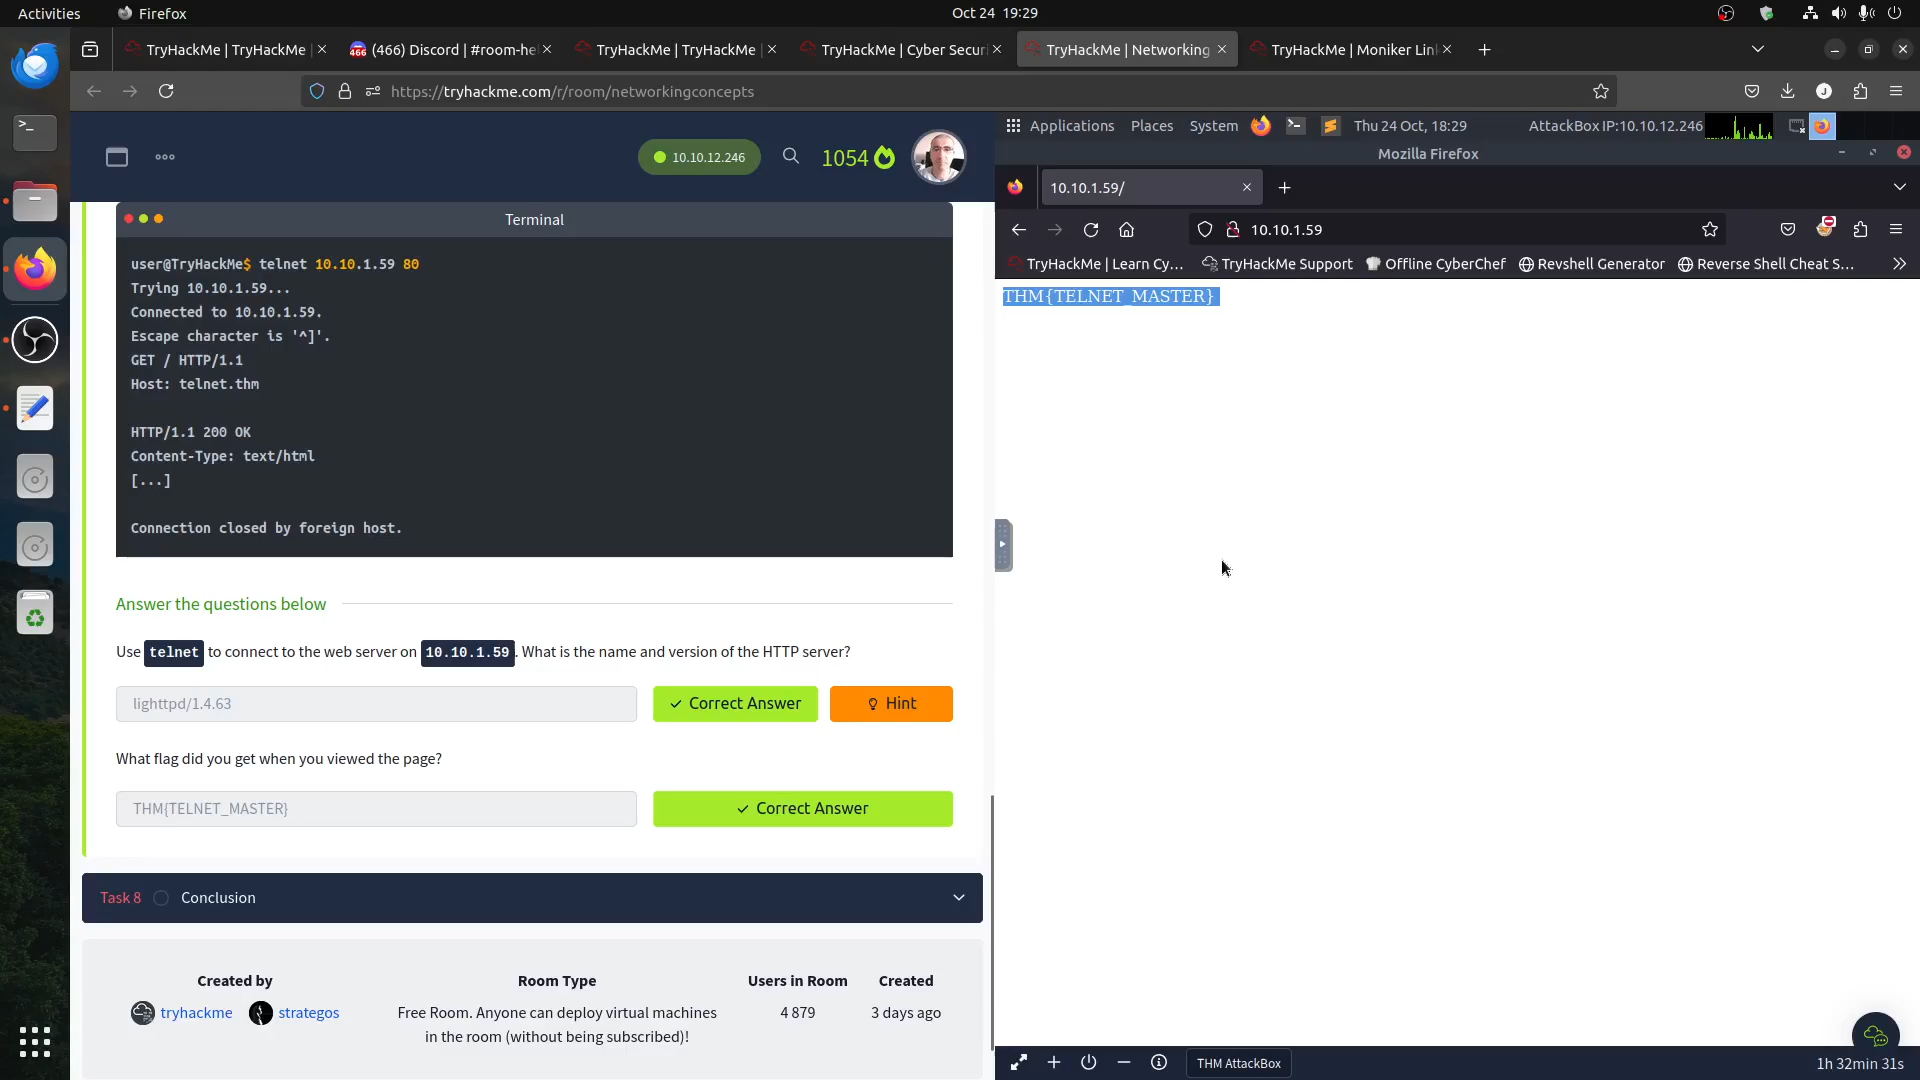 Activities
Firefox
Oct 24 19:29
TryHackMe | TryHackMe
(466) Discord | #room-hel
TryHackMe | TryHackMe
TryHackMe | Cyber Securi
TryHackMe | Networking
TryHackMe | Moniker Link
https://tryhackme.com/r/room/networkingconcepts
J
Applications
Places
System
Thu 24 Oct, 18:29
AttackBox IP:10.10.12.246
10.10.12.246
1054
Mozilla Firefox
10.10.1.59/
10.10.1.59
TryHackMe | Learn Cy...
TryHackMe Support
Offline CyberChef
Revshell Generator
Reverse Shell Cheat S...
THM{TELNET_MASTER}
Terminal
user@TryHackMe$ telnet 10.10.1.59 80
Trying 10.10.1.59...
Connected to 10.10.1.59.
Escape character is '^]'.
GET / HTTP/1.1
Host: telnet.thm
HTTP/1.1 200 OK
Content-Type: text/html
[...]
Connection closed by foreign host.
Answer the questions below
Use telnet to connect to the web server on 10.10.1.59. What is the name and version of the HTTP server?
lighttpd/1.4.63
Correct Answer
Hint
What flag did you get when you viewed the page?
THM{TELNET_MASTER}
Correct Answer
Task 8
Conclusion
Created by
Room Type
Users in Room
Created
tryhackme
strategos
Free Room. Anyone can deploy virtual machines
in the room (without being subscribed)!
4 879
3 days ago
THM AttackBox
1h 32min 31s